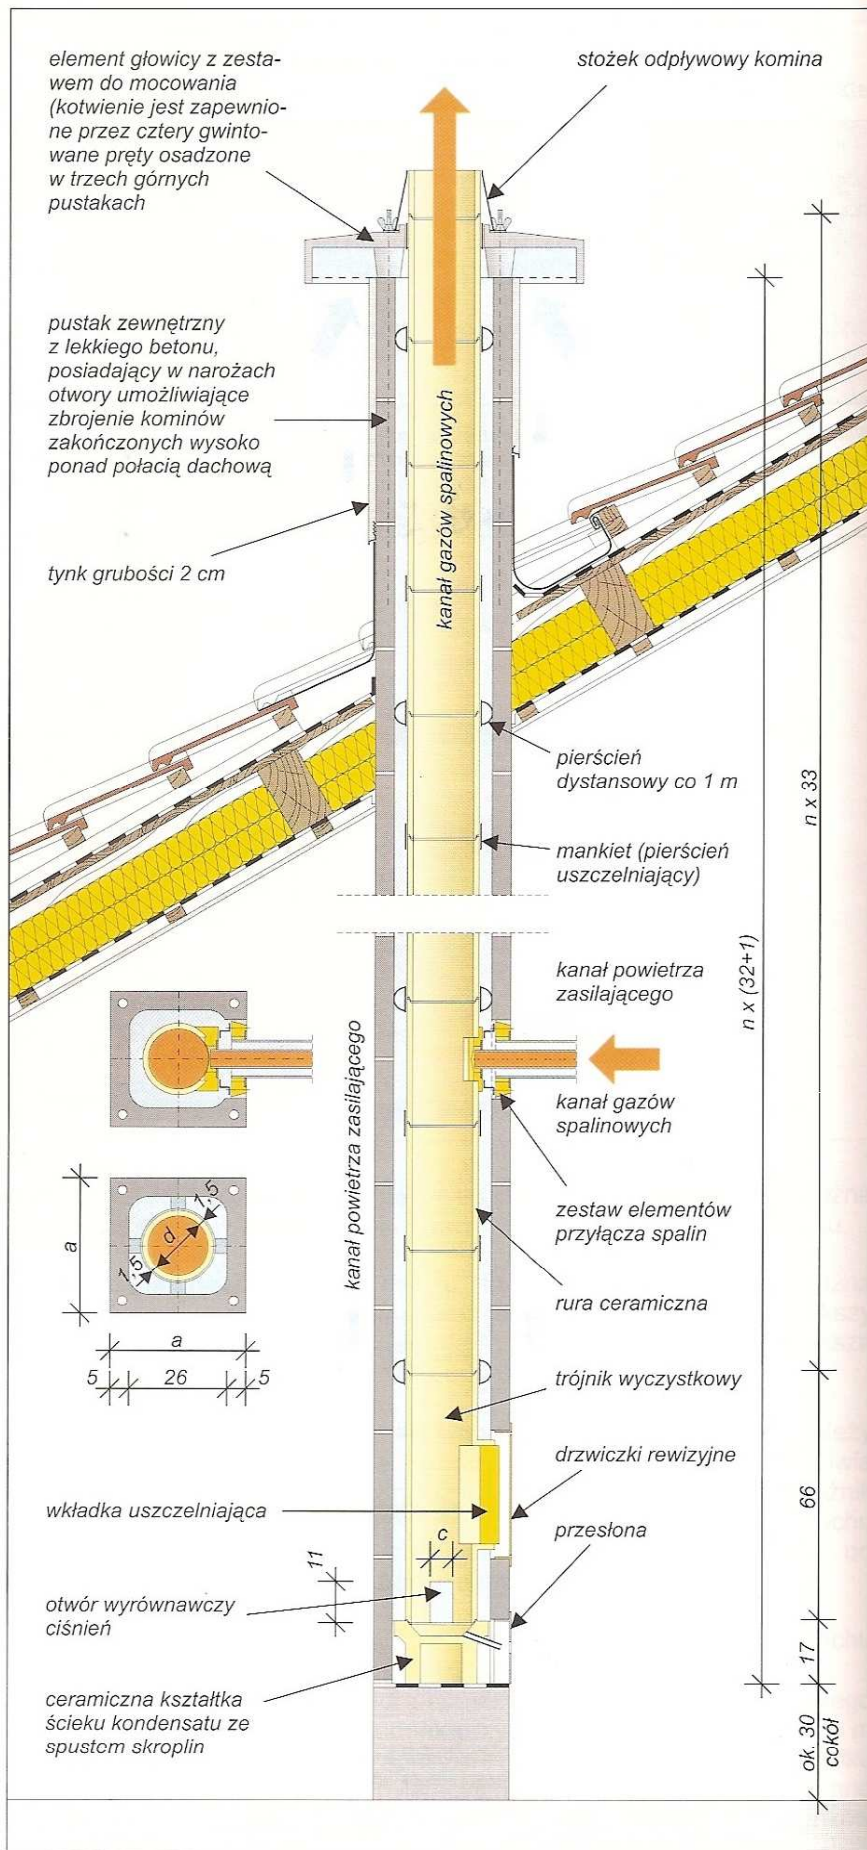 element głowicy z zesta-
wem do mocowania
(kotwienie jest zapewnio-
ne przez cztery gwinto-
wane pręty osadzone
w trzech górnych
pustakach
stożek odpływowy komina
pustak zewnętrzny
z lekkiego betonu,
posiadający w narożach
otwory umożliwiające
zbrojenie kominów
zakończonych wysoko
ponad połacią dachową
kanał gazów spalinowych
tynk grubości 2 cm
pierścień
dystansowy co 1 m
n x 33
mankiet (pierścień
uszczelniający)
n x (32+1)
kanał powietrza
zasilającego
kanał powietrza zasilającego
kanał gazów
spalinowych
zestaw elementów
przyłącza spalin
1,5
d
1,5
a
a
5
26
5
rura ceramiczna
trójnik wyczystkowy
drzwiczki rewizyjne
66
wkładka uszczelniająca
c
przesłona
11
otwór wyrównawczy
ciśnień
17
ceramiczna kształtka
ścieku kondensatu ze
spustem skroplin
ok. 30
cokół